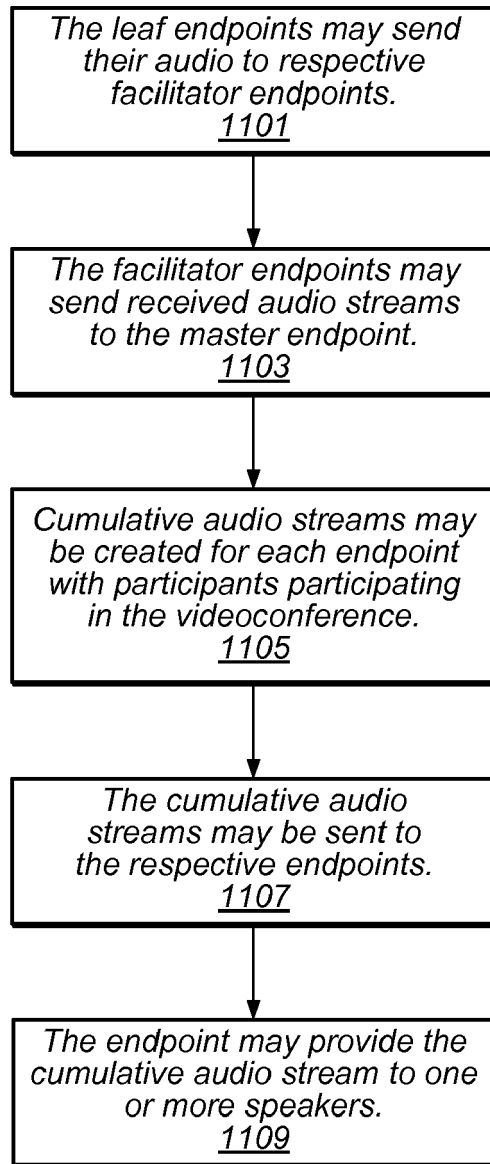 The leaf endpoints may send
their audio to respective
facilitator endpoints.
1101
The facilitator endpoints may
send received audio streams
to the master endpoint.
1103
Cumulative audio streams may
be created for each endpoint
with participants participating
in the videoconference.
1105
The cumulative audio
streams may be sent to
the respective endpoints.
1107
The endpoint may provide the
cumulative audio stream to one
or more speakers.
1109